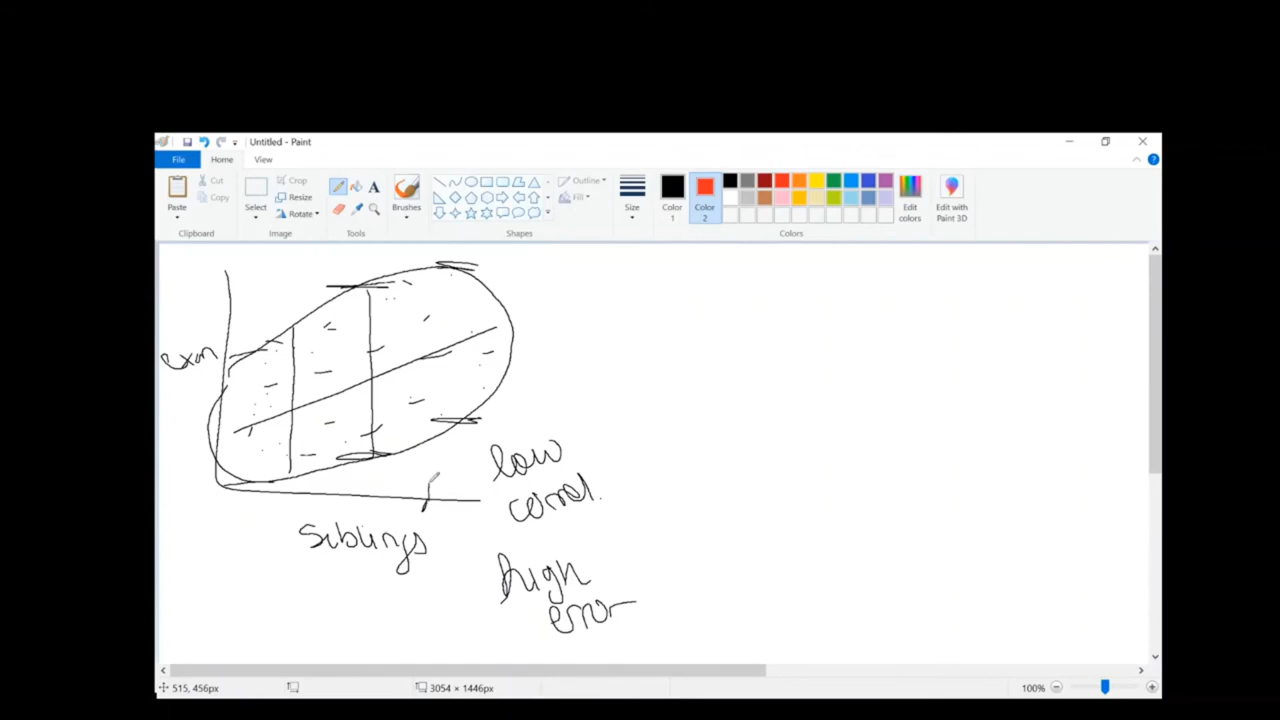 Untitled - Paint
File Home View
Cut
Copy
Paste
Clipboard
Crop
Resize
Rotate
Select
Image
Tools
Brushes
Outline
Fill
Shapes
Size
Color 1
Color 2
Edit colors
Colors
Edit with Paint 3D
exam
Siblings
low
correl.
high
error
515, 456px
3054 × 1446px
100%